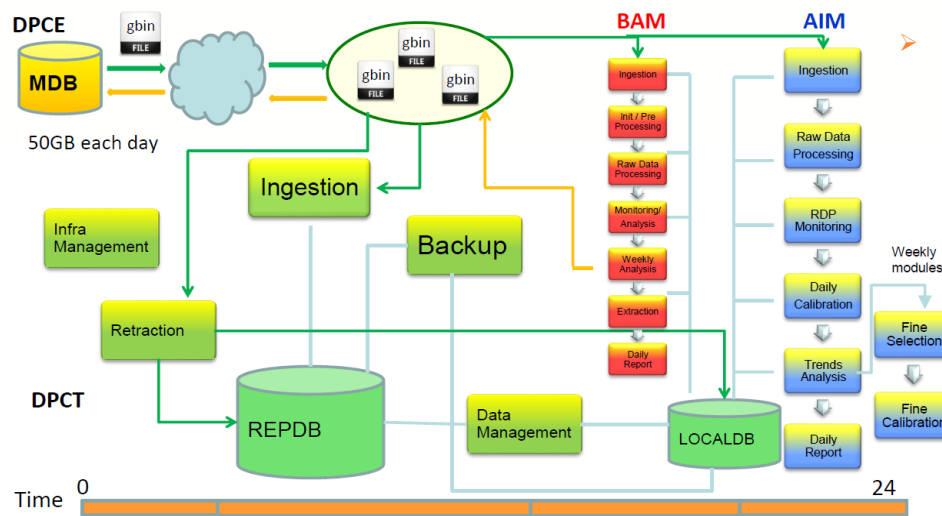 DPCE
gbin
FILE
MDB
50GB each day
gbin
FILE
gbin
FILE
gbin
FILE
BAM
AIM
Ingestion
Init / Pre
Processing
Raw Data
Processing
Monitoring/
Analysis
Weekly
Analysis
Extraction
Daily
Report
Ingestion
Raw Data
Processing
RDP
Monitoring
Daily
Calibration
Trends
Analysis
Daily
Report
Weekly
modules
Fine
Selection
Fine
Calibration
Ingestion
Infra
Management
Backup
Retraction
DPCT
REPDB
Data
Management
LOCALDB
Time
0
24